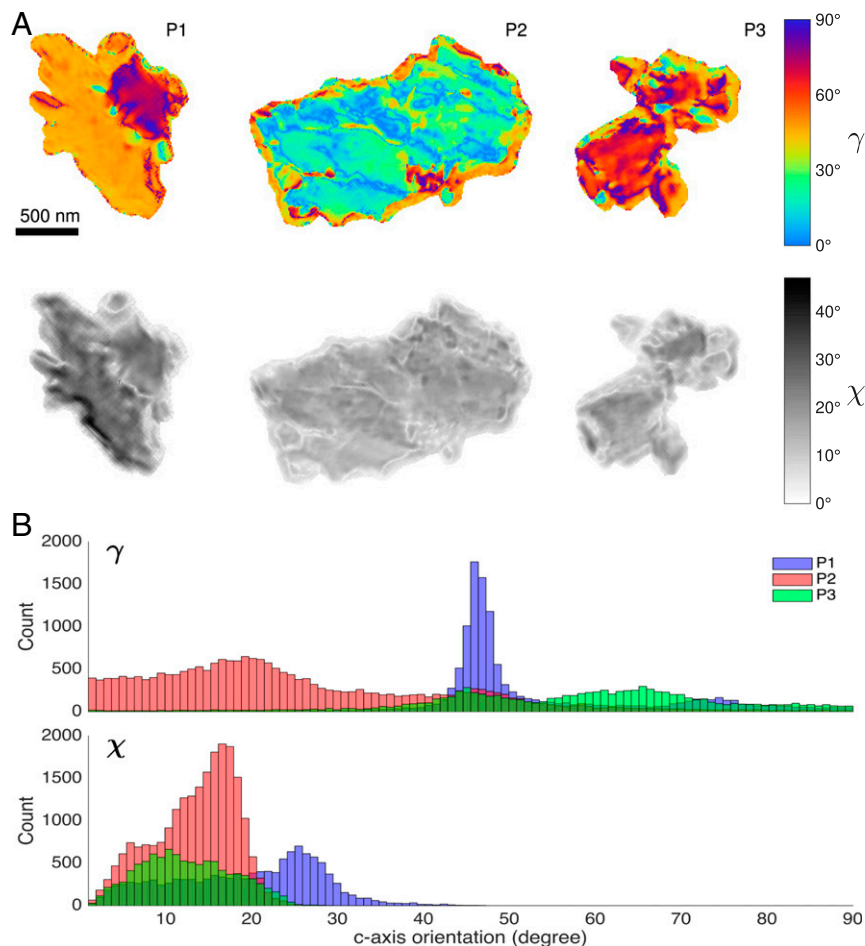 A
P1
P2
P3
90°
60°
30°
0°
γ
500 nm
40°
30°
20°
10°
0°
χ
B
γ
2000
1500
1000
500
0
Count
P1
P2
P3
χ
2000
1500
1000
500
0
Count
10 20 30 40 50 60 70 80 90
c-axis orientation (degree)